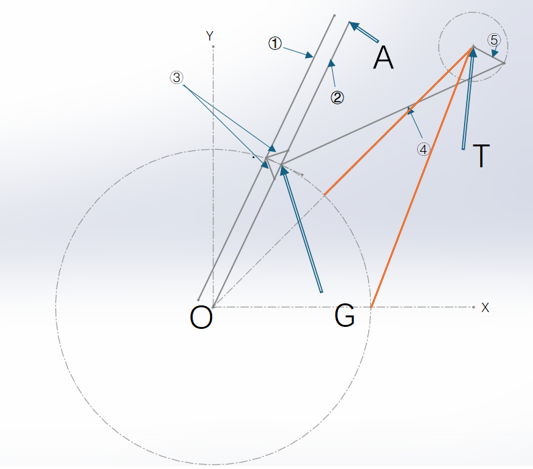 Y
①
A
⑤
②
③
④
T
O
G
X